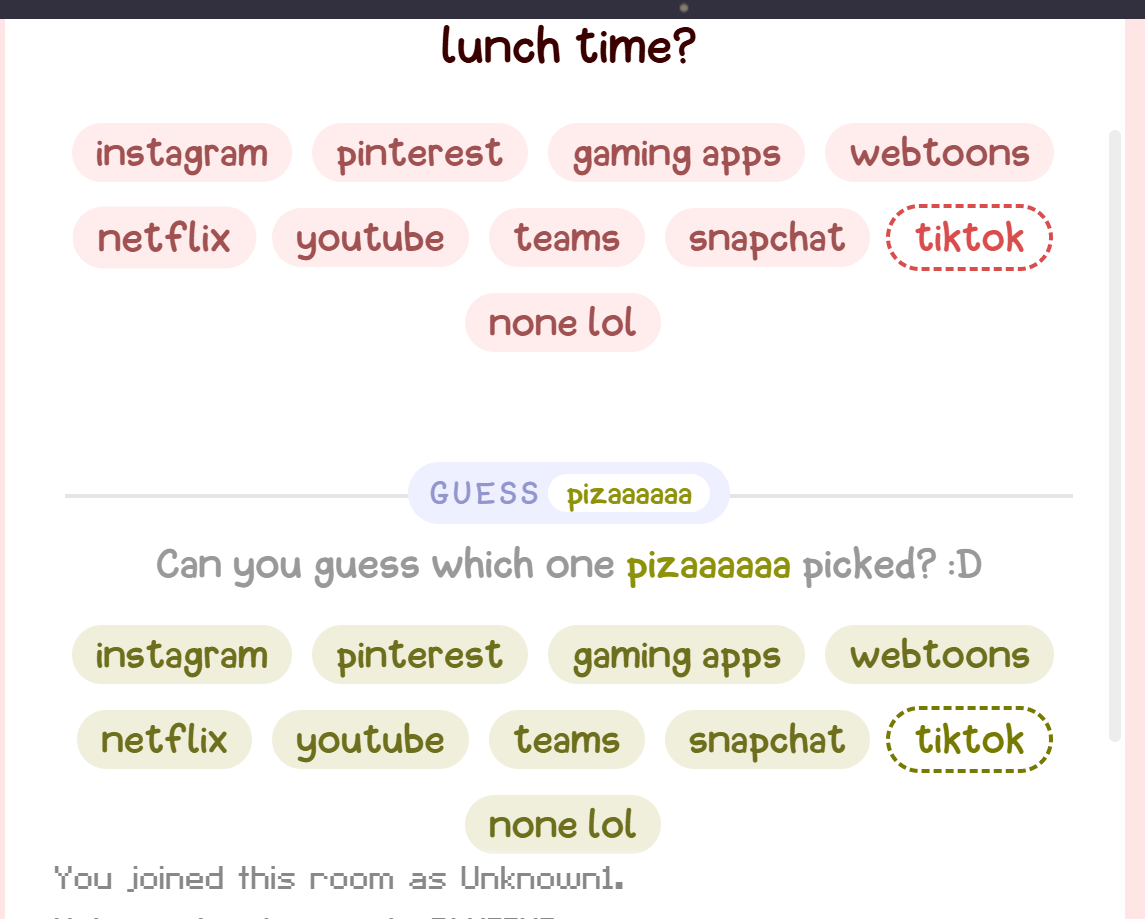 lunch time?
instagram pinterest gaming apps webtoons
netflix youtube teams snapchat tiktok
none lol
GUESS pizaaaaaa
Can you guess which one pizaaaaaa picked? :D
instagram pinterest gaming apps webtoons
netflix youtube teams snapchat tiktok
none lol
You joined this room as Unknown1.